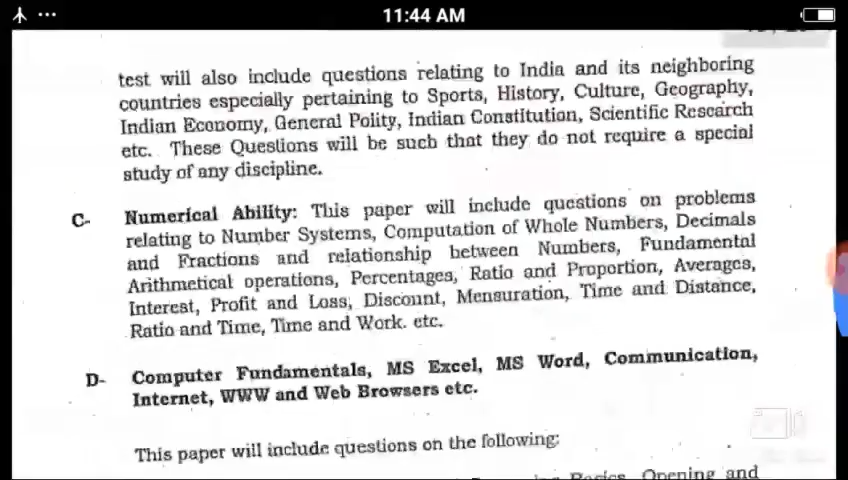 11:44 AM
test will also include questions relating to India and its neighboring
countries especially pertaining to Sports, History, Culture, Geography,
Indian Economy, General Polity, Indian Constitution, Scientific Research
etc. These Questions will be such that they do not require a special
study of any discipline.
C- Numerical Ability: This paper will include questions on problems
relating to Number Systems, Computation of Whole Numbers, Decimals
and Fractions and relationship between Numbers, Fundamental
Arithmetical operations, Percentages, Ratio and Proportion, Averages,
Interest, Profit and Loss, Discount, Mensuration, Time and Distance,
Ratio and Time, Time and Work. etc.
D- Computer Fundamentals, MS Excel, MS Word, Communication,
Internet, WWW and Web Browsers etc.
This paper will include questions on the following:
Basics, Opening and